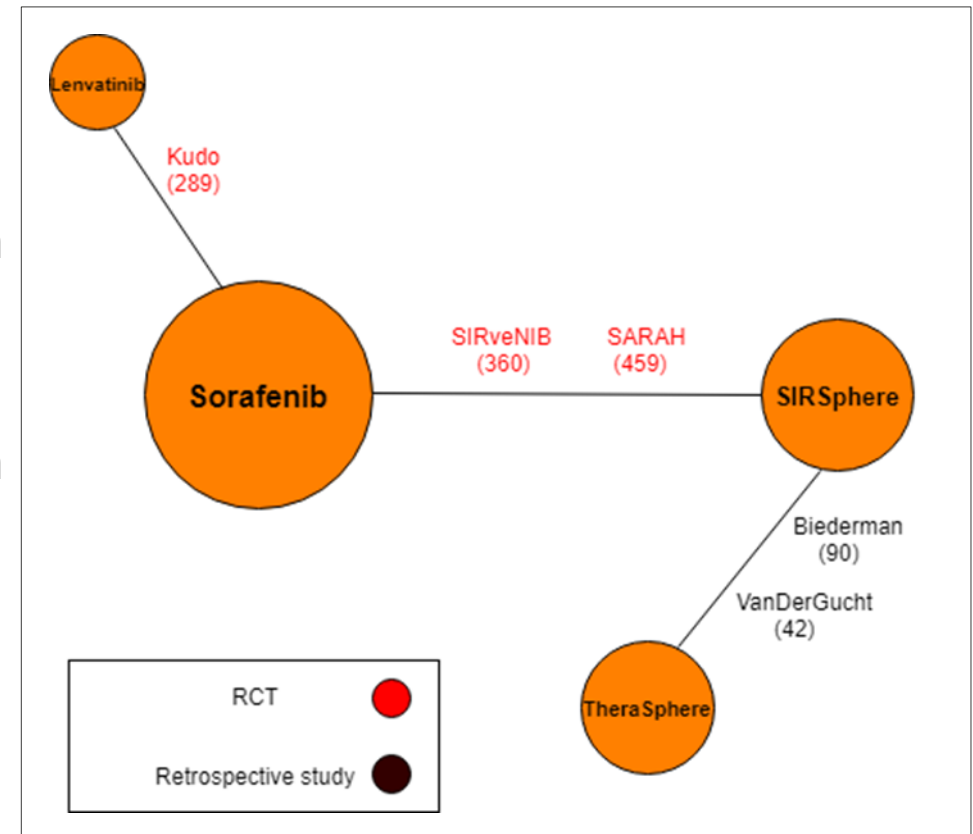 Lenvatinib
Kudo
(289)
SIRveNIB
(360)
SARAH
(459)
Sorafenib
SIRSphere
Biederman
(90)
VanDerGucht
(42)
TheraSphere
RCT
Retrospective study